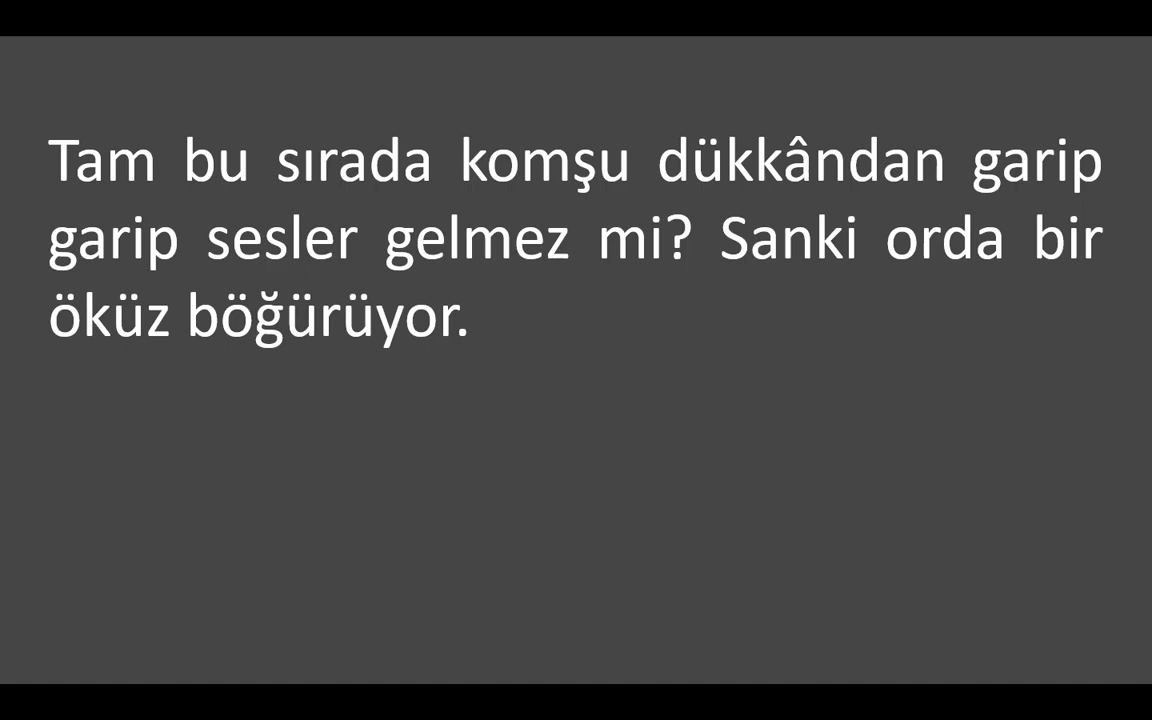 Tam bu sırada komşu dükkândan garip
garip sesler gelmez mi? Sanki orda bir
öküz böğürüyor.